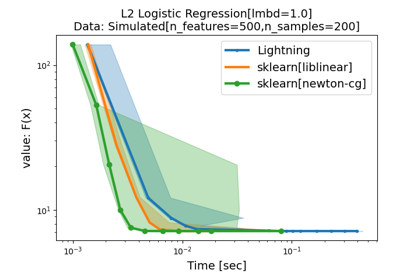 L2 Logistic Regression[lmbd=1.0]
Data: Simulated[n_features=500,n_samples=200]
Lightning
sklearn[liblinear]
sklearn[newton-cg]
value: F(x)
10²
10¹
10⁻³
10⁻²
10⁻¹
Time [sec]